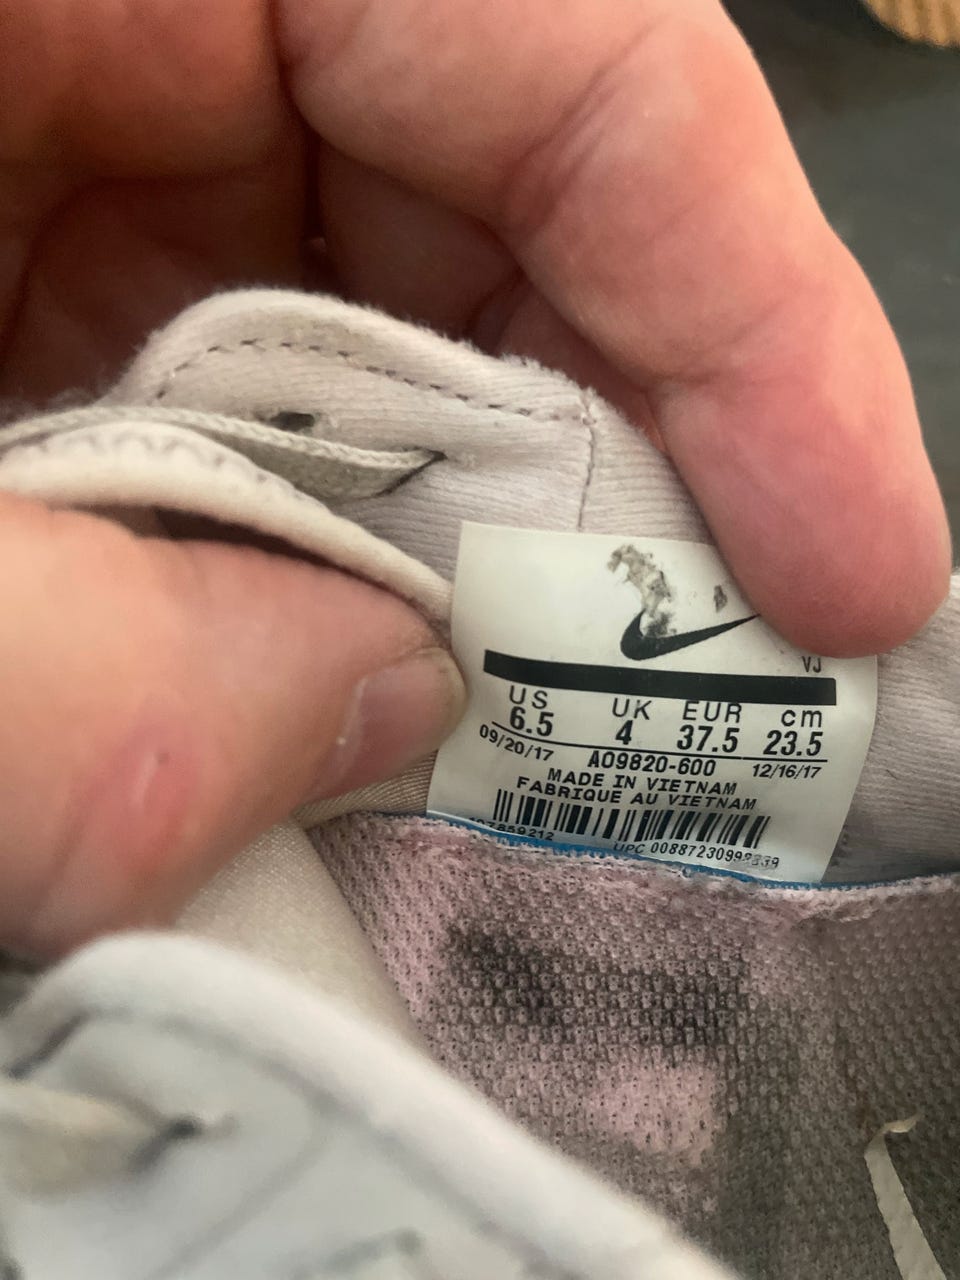 VJ
US UK EUR cm
6.5 4 37.5 23.5
09/20/17 AO9820-600 12/16/17
MADE IN VIETNAM
FABRIQUE AU VIETNAM
UPC